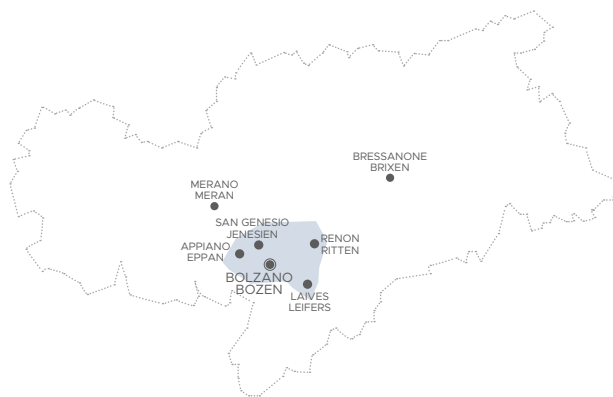 BRESSANONE
BRIXEN
MERANO
MERAN
SAN GENESIO
JENESIEN
APPIANO
EPPAN
RENON
RITTEN
BOLZANO
BOZEN
LAIVES
LEIFERS